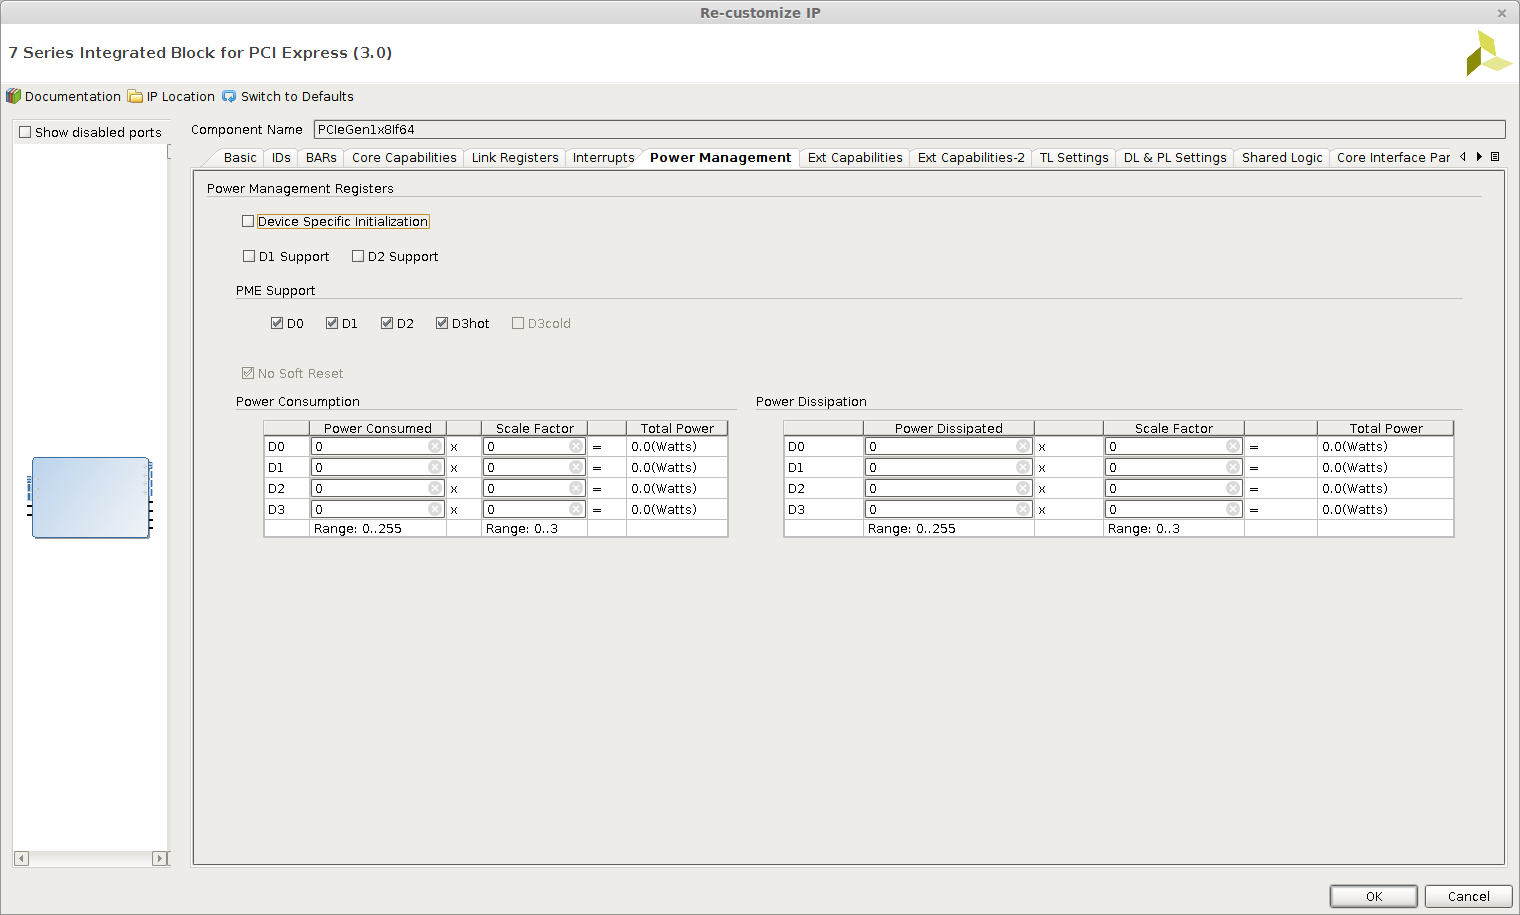 Re-customize IP
7 Series Integrated Block for PCI Express (3.0)
Documentation IP Location Switch to Defaults
Show disabled ports
Component Name PCIeGen1x8If64
Basic IDs BARs Core Capabilities Link Registers Interrupts Power Management Ext Capabilities Ext Capabilities-2 TL Settings DL & PL Settings Shared Logic Core Interface Par
Power Management Registers
Device Specific Initialization
D1 Support D2 Support
PME Support
D0 D1 D2 D3hot D3cold
No Soft Reset
Power Consumption
Power Consumed Scale Factor Total Power
D0 0 x 0 = 0.0(Watts)
D1 0 x 0 = 0.0(Watts)
D2 0 x 0 = 0.0(Watts)
D3 0 x 0 = 0.0(Watts)
Range: 0..255 Range: 0..3
Power Dissipation
Power Dissipated Scale Factor Total Power
D0 0 x 0 = 0.0(Watts)
D1 0 x 0 = 0.0(Watts)
D2 0 x 0 = 0.0(Watts)
D3 0 x 0 = 0.0(Watts)
Range: 0..255 Range: 0..3
OK Cancel